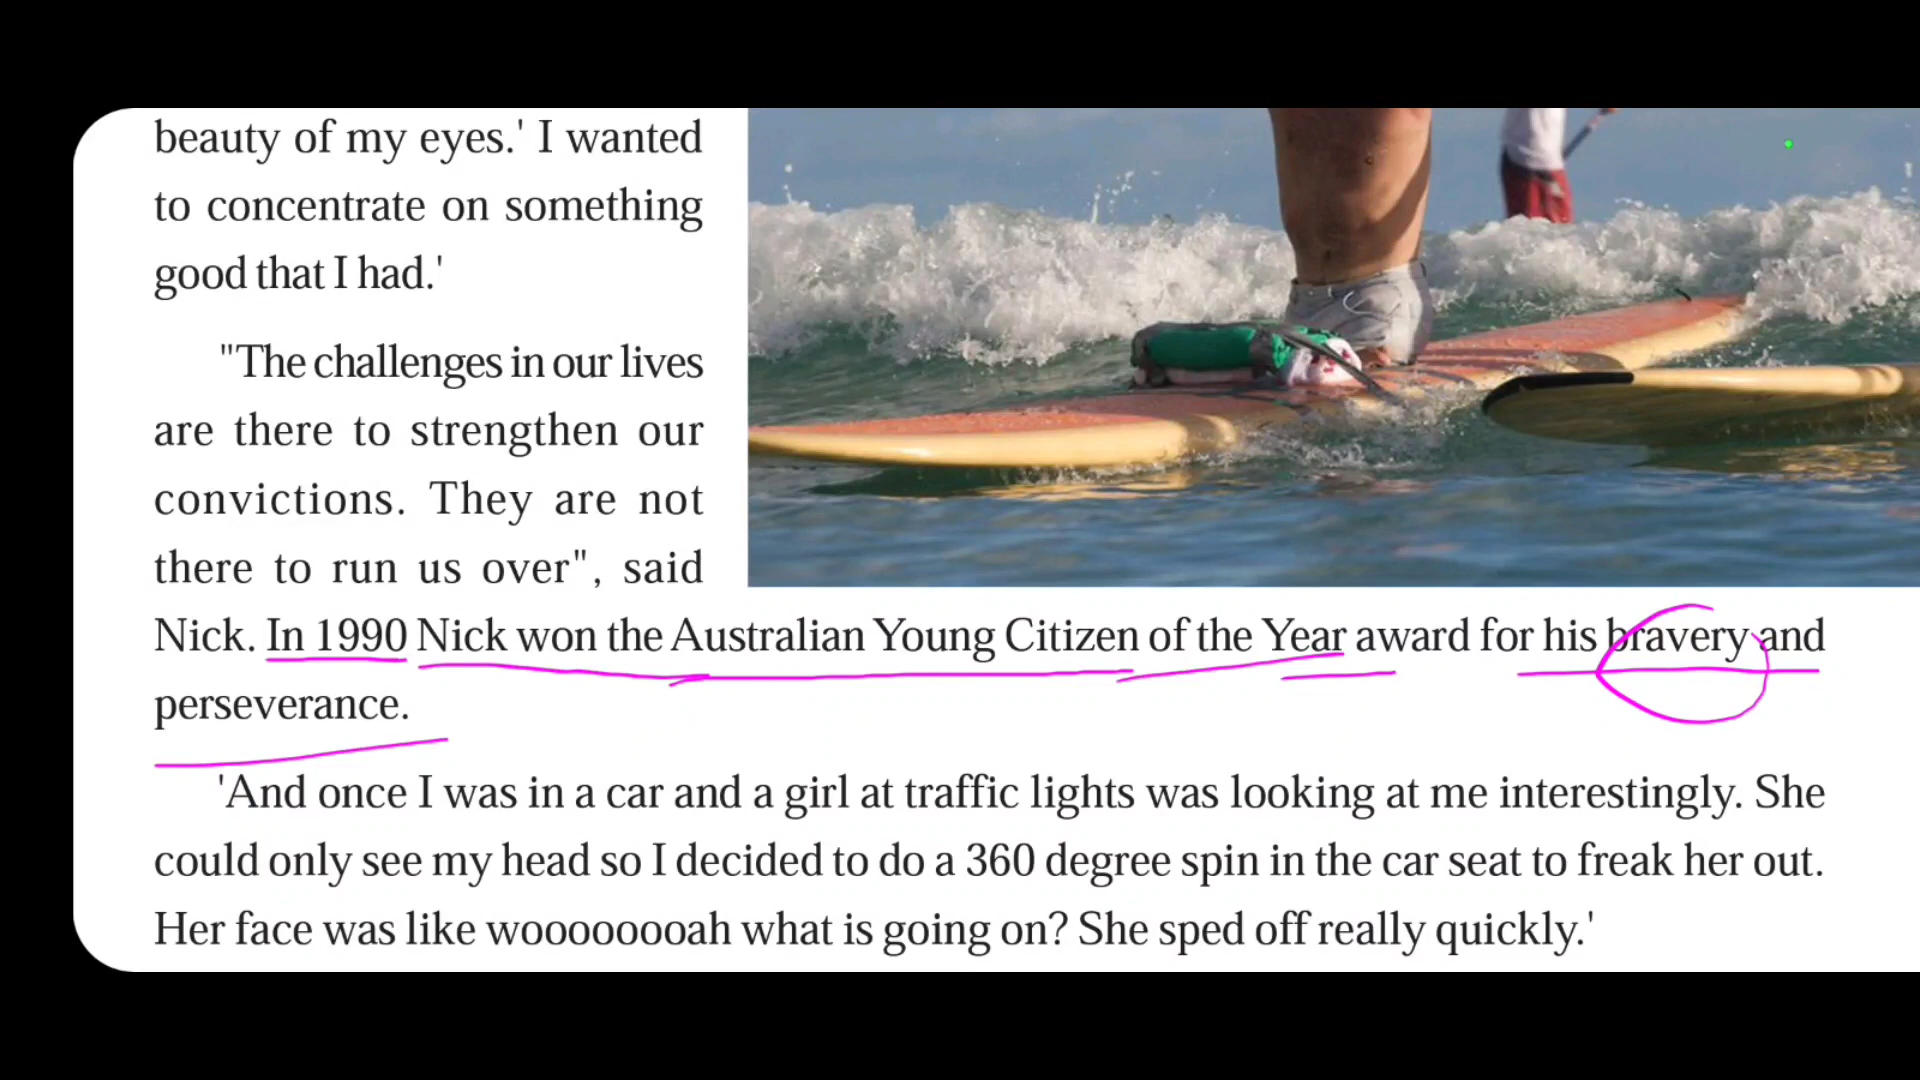 beauty of my eyes.' I wanted
to concentrate on something
good that I had.'
"The challenges in our lives
are there to strengthen our
convictions. They are not
there to run us over", said
Nick. In 1990 Nick won the Australian Young Citizen of the Year award for his bravery and
perseverance.
'And once I was in a car and a girl at traffic lights was looking at me interestingly. She
could only see my head so I decided to do a 360 degree spin in the car seat to freak her out.
Her face was like woooooooah what is going on? She sped off really quickly.'